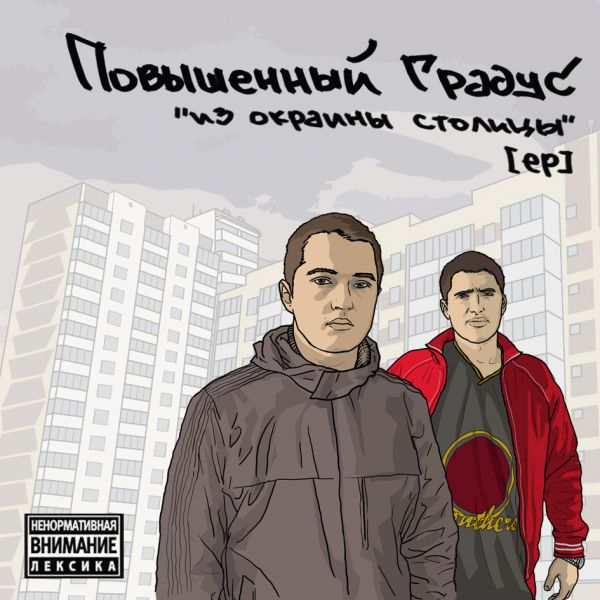 Повышенный Градус
"из окраины столицы"
[ep]
НЕНОРМАТИВНАЯ
ВНИМАНИЕ
ЛЕКСИКА